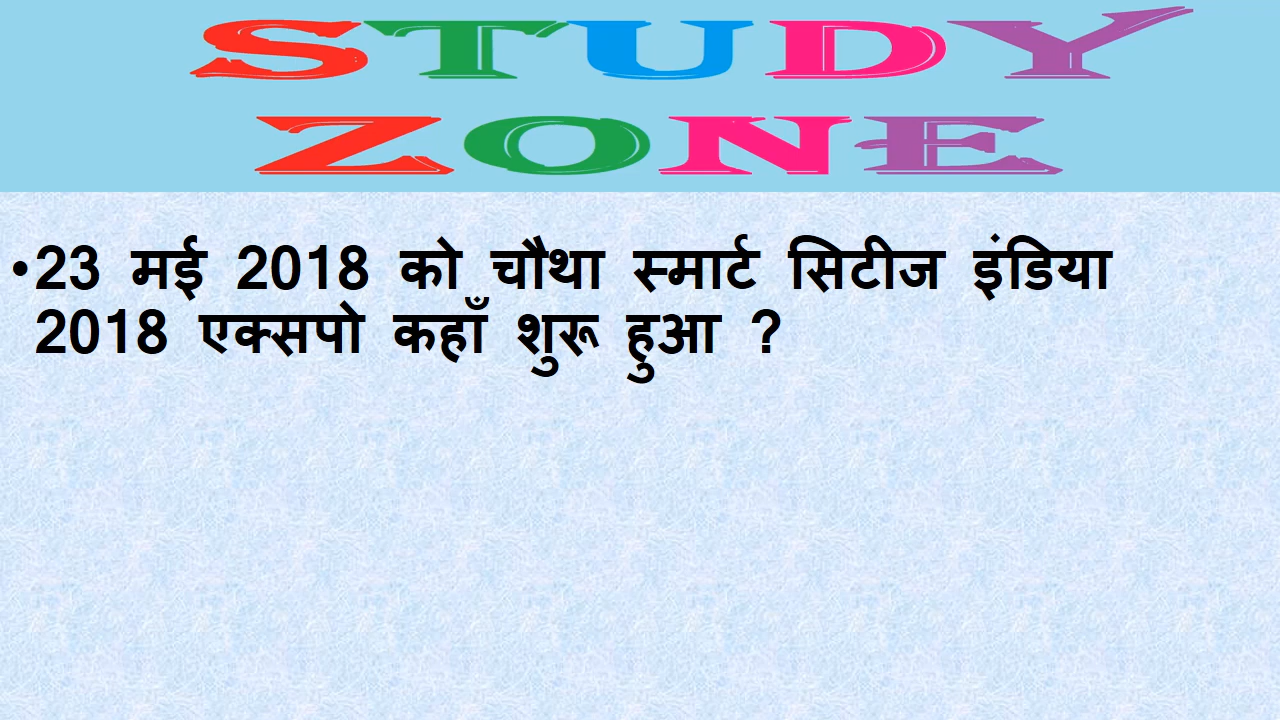 STUDY
ZONE
•23 मई 2018 को चौथा स्मार्ट सिटीज इंडिया
2018 एक्सपो कहाँ शुरू हुआ ?